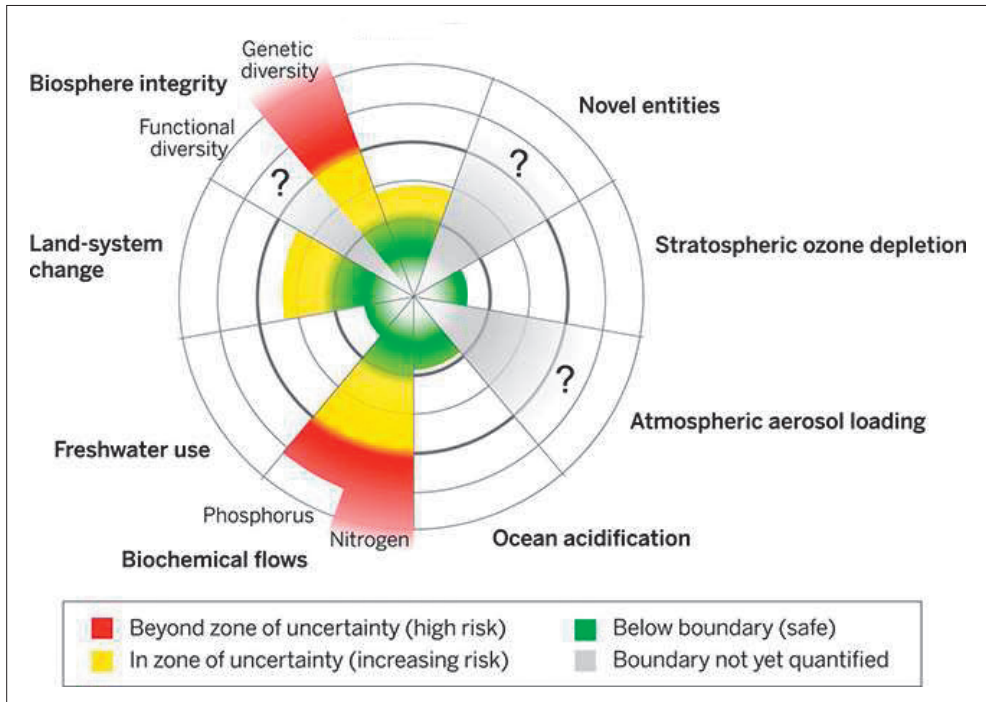 Genetic
diversity
Biosphere integrity
Novel entities
Functional
diversity
?
?
Land-system
change
Stratospheric ozone depletion
?
Atmospheric aerosol loading
Freshwater use
Phosphorus
Nitrogen
Ocean acidification
Biochemical flows
Beyond zone of uncertainty (high risk)
In zone of uncertainty (increasing risk)
Below boundary (safe)
Boundary not yet quantified